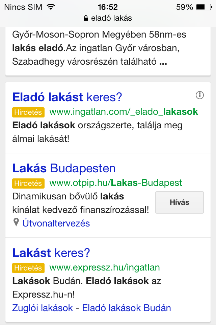 Nincs SIM 16:52 59%
eladó lakás
Győr-Moson-Sopron Megyében 58nm-es
lakás eladó.Az ingatlan Győr városban,
Szabadhegy városrészén található ...
Eladó lakást keres?
Hirdetés www.ingatlan.com/_elado_lakasok
Eladó lakások országszerte, találja meg
álmai lakását!
Lakás Budapesten
Hirdetés www.otpip.hu/Lakas-Budapest
Dinamikusan bővülő lakás
kínálat kedvező finanszírozással!
Hívás
Útvonaltervezés
Lakást keres?
Hirdetés www.expressz.hu/ingatlan
Lakások Budán. Eladó lakások az
Expressz.hu-n!
Zuglói lakások - Eladó lakások Budán